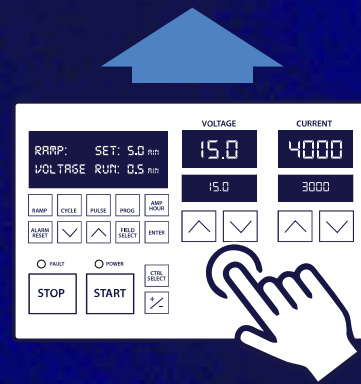 VOLTAGE CURRENT
RAMP: SET: 5.0 MIN
VOLTAGE RUN: 0.5 MIN
15.0 4000
15.0 3000
RAMP CYCLE PULSE PROG AMP HOUR
ALARM RESET FIELD SELECT ENTER
FAULT POWER
CTRL SELECT
STOP START
+/-